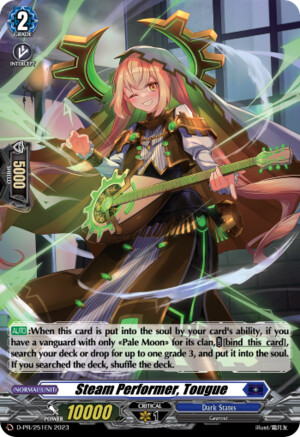 2
GRADE
INTERCEPT
5000
SHIELD
AUTO:When this card is put into the soul by your card's ability, if you
have a vanguard with only «Pale Moon» for its clan, [bind this card],
search your deck or drop for up to one grade 3, and put it into the soul.
If you searched the deck, shuffle the deck.
NORMAL UNIT
Steam Performer, Tougue
POWER
10000
CRITICAL
1
Dark States
Gearoid
D-PR/251EN 2023